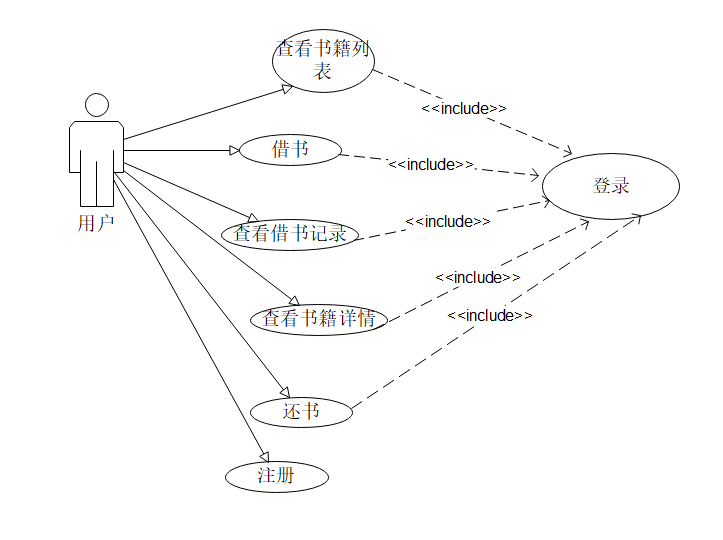 查看书籍列
表
<<include>>
借书
<<include>>
登录
用户
查看借书记录
<<include>>
<<include>>
查看书籍详情
<<include>>
还书
注册